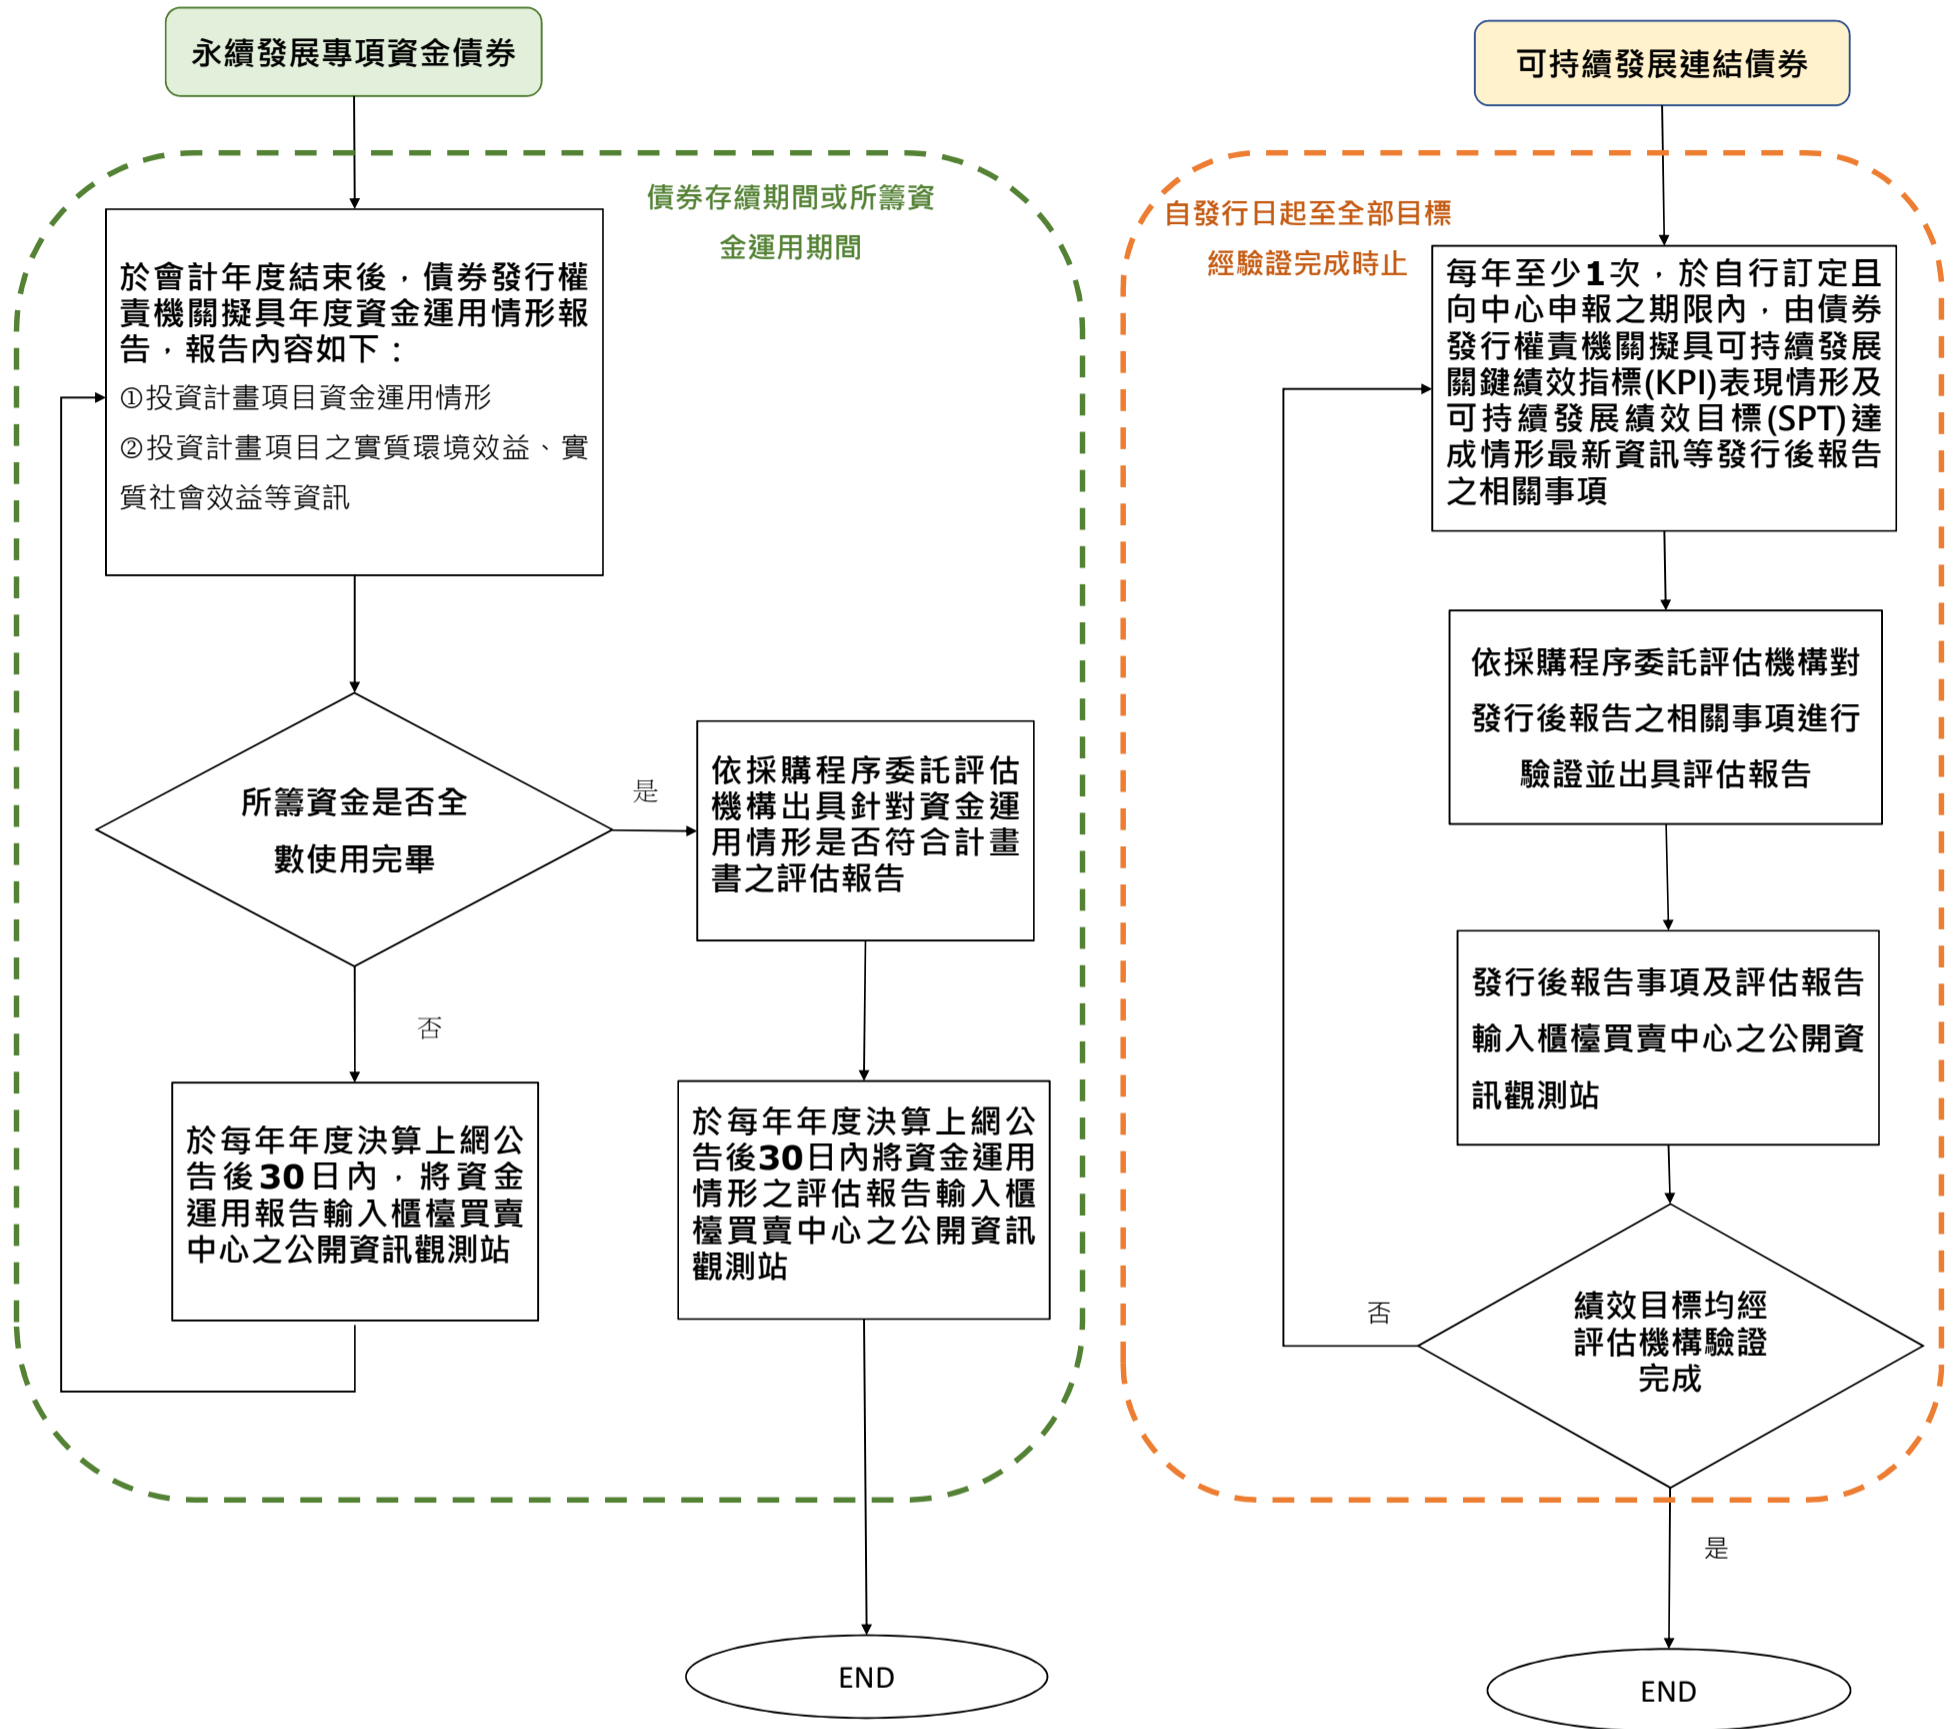 永續發展專項資金債券
債券存續期間或所籌資
金運用期間
於會計年度結束後，債券發行權
責機關擬具年度資金運用情形報
告，報告內容如下：
①投資計畫項目資金運用情形
②投資計畫項目之實質環境效益、實
質社會效益等資訊
所籌資金是否全
數使用完畢
是
依採購程序委託評估
機構出具針對資金運
用情形是否符合計畫
書之評估報告
否
於每年年度決算上網公
告後30日內，將資金
運用報告輸入櫃檯買賣
中心之公開資訊觀測站
於每年年度決算上網公
告後30日內將資金運用
情形之評估報告輸入櫃
檯買賣中心之公開資訊
觀測站
END
可持續發展連結債券
自發行日起至全部目標
經驗證完成時止
每年至少1次，於自行訂定且
向中心申報之期限內，由債券
發行權責機關擬具可持續發展
關鍵績效指標(KPI)表現情形及
可持續發展績效目標(SPT)達
成情形最新資訊等發行後報告
之相關事項
依採購程序委託評估機構對
發行後報告之相關事項進行
驗證並出具評估報告
發行後報告事項及評估報告
輸入櫃檯買賣中心之公開資
訊觀測站
績效目標均經
評估機構驗證
完成
否
是
END